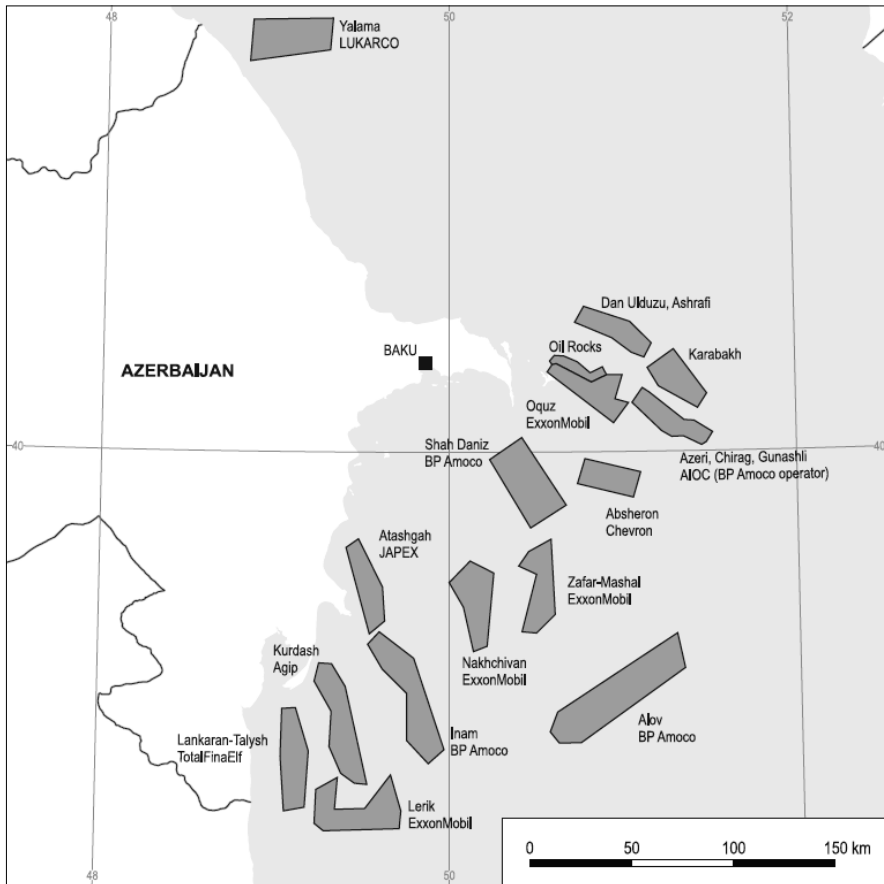 48
50
52
Yalama
LUKARCO
Dan Ulduzu, Ashrafi
Oil Rocks
Karabakh
BAKU
AZERBAIJAN
Oquz
ExxonMobil
Shah Daniz
BP Amoco
40
40
Azeri, Chirag, Gunashli
AIOC (BP Amoco operator)
Absheron
Chevron
Atashgah
JAPEX
Zafar-Mashal
ExxonMobil
Kurdash
Agip
Nakhchivan
ExxonMobil
Lankaran-Talysh
TotalFinaElf
Inam
BP Amoco
Alov
BP Amoco
Lerik
ExxonMobil
0 50 100 150 km
48
50